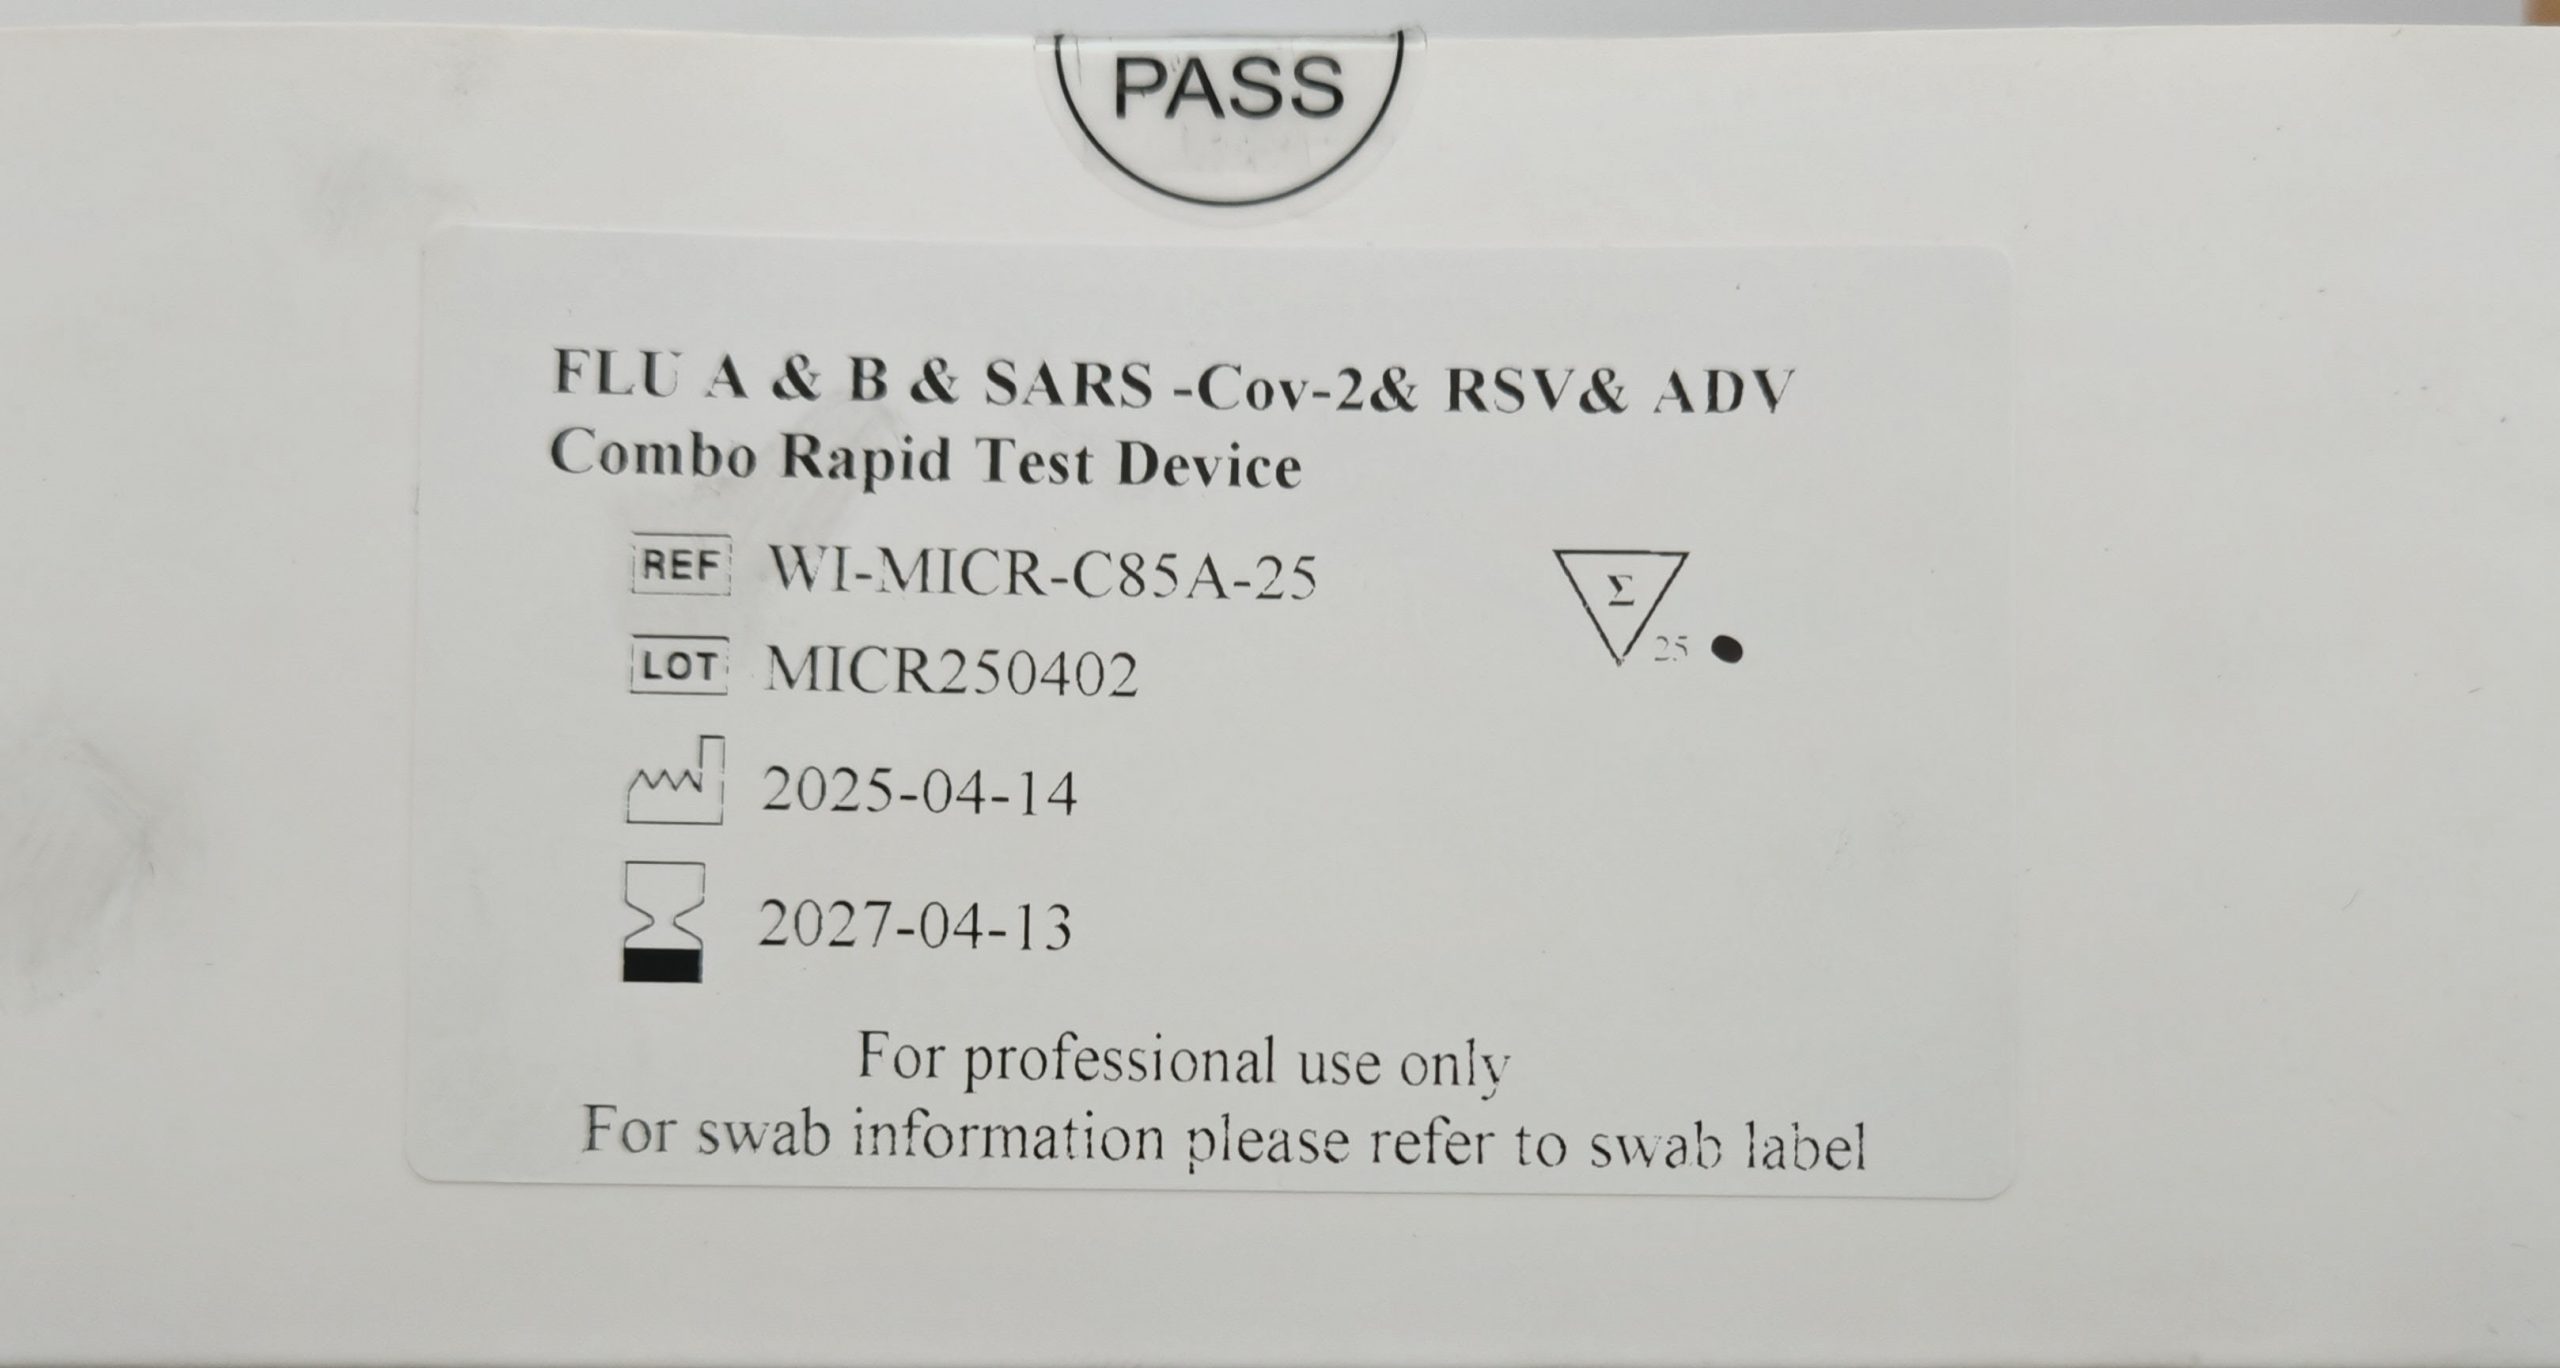 PASS
FLU A & B & SARS -Cov-2& RSV& ADV
Combo Rapid Test Device
REF WI-MICR-C85A-25
Σ
25
LOT MICR250402
2025-04-14
2027-04-13
For professional use only
For swab information please refer to swab label